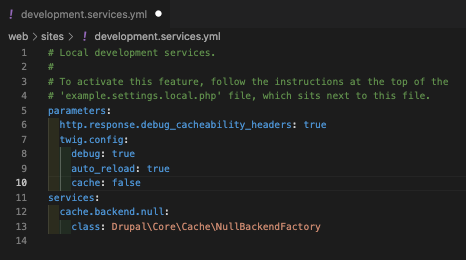 ! development.services.yml ●
web > sites > ! development.services.yml
1 # Local development services.
2 #
3 # To activate this feature, follow the instructions at the top of the
4 # 'example.settings.local.php' file, which sits next to this file.
5 parameters:
6   http.response.debug_cacheability_headers: true
7   twig.config:
8     debug: true
9     auto_reload: true
10     cache: false
11 services:
12   cache.backend.null:
13     class: Drupal\Core\Cache\NullBackendFactory
14